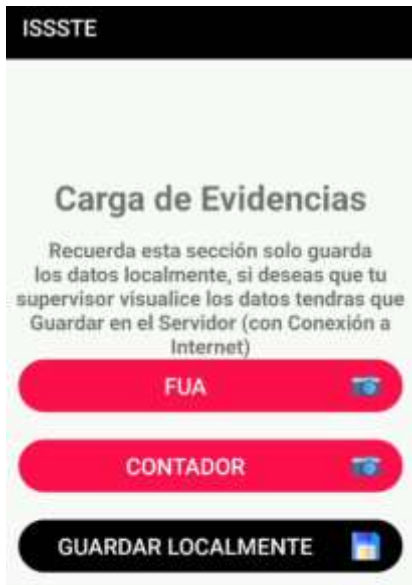 ISSSTE
Carga de Evidencias
Recuerda esta sección solo guarda
los datos localmente, si deseas que tu
supervisor visualice los datos tendras que
Guardar en el Servidor (con Conexión a
Internet)
FUA
CONTADOR
GUARDAR LOCALMENTE